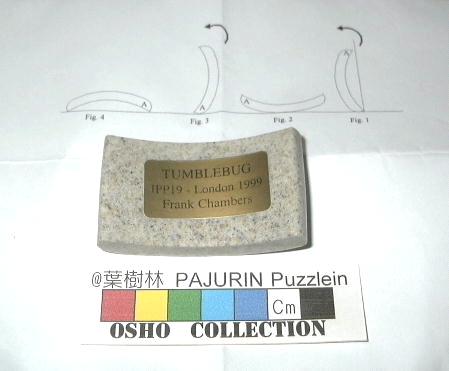 A A A A
Fig. 4 Fig. 3 Fig. 2 Fig. 1
TUMBLEBUG
IPP19 - London 1999
Frank Chambers
@葉樹林 PAJURIN Puzzlein
Cm
OSHO COLLECTION